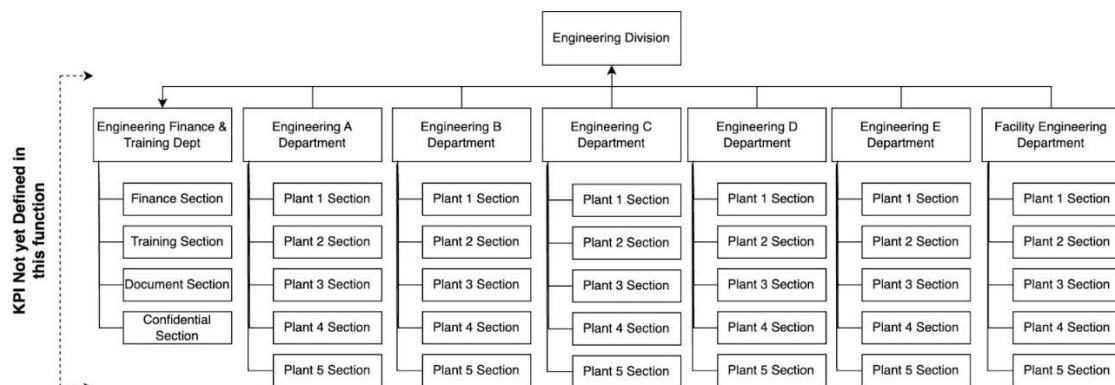 Engineering Division
KPI Not yet Defined in
this function
Engineering Finance &
Training Dept
Finance Section
Training Section
Document Section
Confidential
Section
Engineering A
Department
Plant 1 Section
Plant 2 Section
Plant 3 Section
Plant 4 Section
Plant 5 Section
Engineering B
Department
Plant 1 Section
Plant 2 Section
Plant 3 Section
Plant 4 Section
Plant 5 Section
Engineering C
Department
Plant 1 Section
Plant 2 Section
Plant 3 Section
Plant 4 Section
Plant 5 Section
Engineering D
Department
Plant 1 Section
Plant 2 Section
Plant 3 Section
Plant 4 Section
Plant 5 Section
Engineering E
Department
Plant 1 Section
Plant 2 Section
Plant 3 Section
Plant 4 Section
Plant 5 Section
Facility Engineering
Department
Plant 1 Section
Plant 2 Section
Plant 3 Section
Plant 4 Section
Plant 5 Section